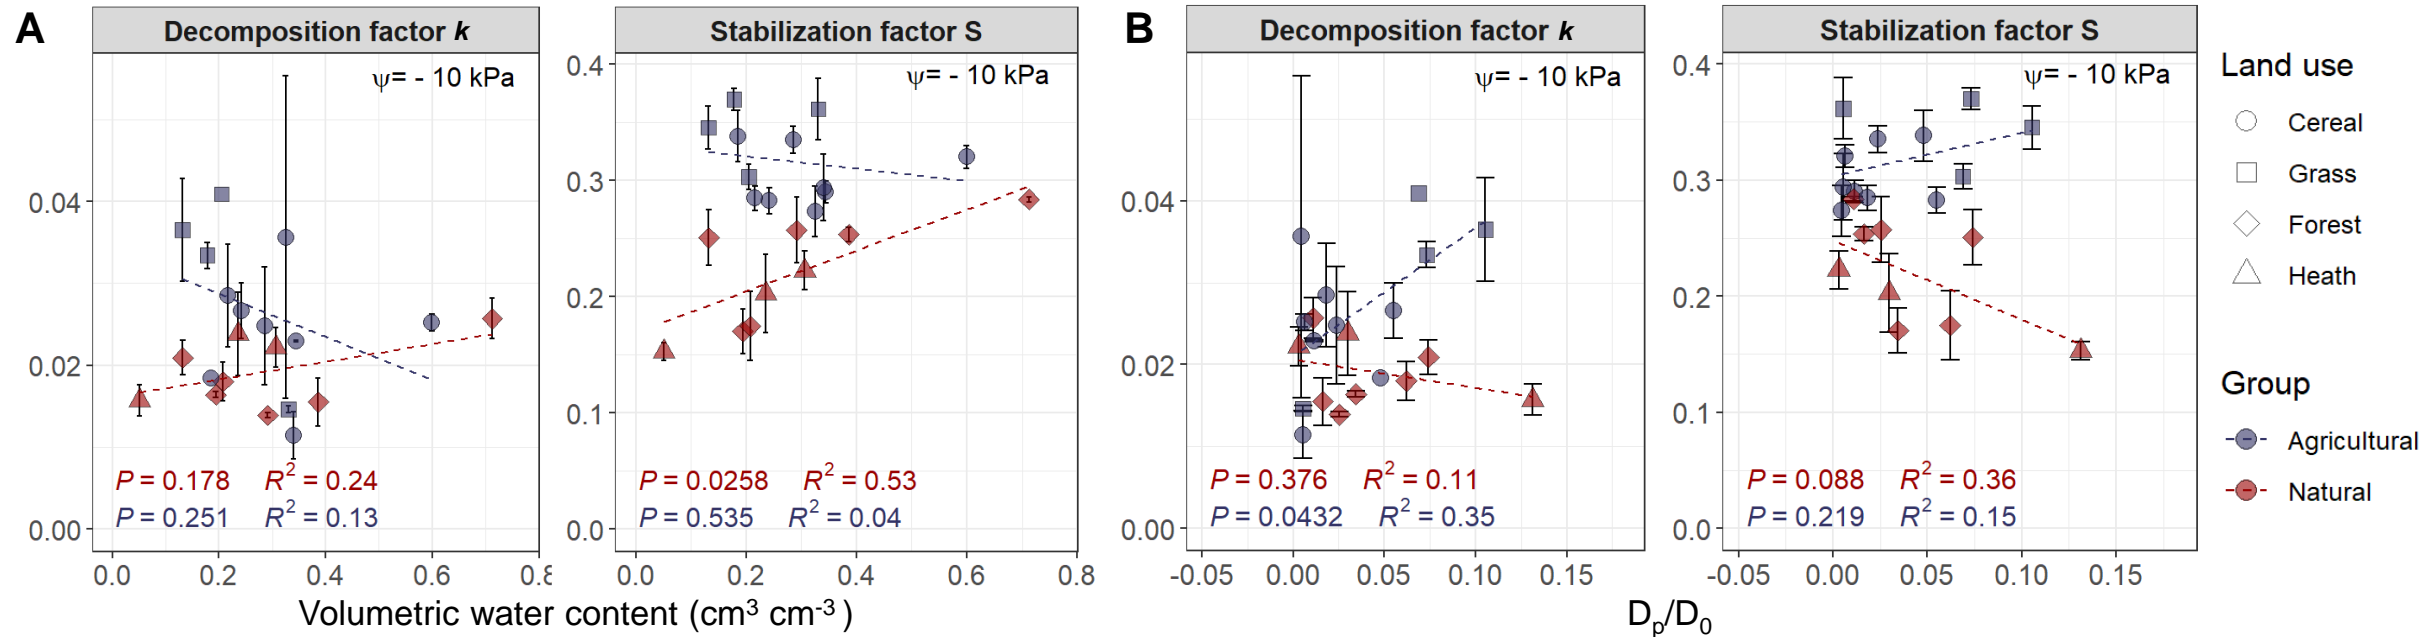 A
Decomposition factor k
ψ= - 10 kPa
0.04
0.02
0.00
P = 0.178 R² = 0.24
P = 0.251 R² = 0.13
0.0 0.2 0.4 0.6 0.8
Stabilization factor S
ψ= - 10 kPa
0.4
0.3
0.2
0.1
0.0
P = 0.0258 R² = 0.53
P = 0.535 R² = 0.04
0.0 0.2 0.4 0.6 0.8
Volumetric water content (cm³ cm⁻³ )
B
Decomposition factor k
ψ= - 10 kPa
0.04
0.02
0.00
P = 0.376 R² = 0.11
P = 0.0432 R² = 0.35
-0.05 0.00 0.05 0.10 0.15
Stabilization factor S
ψ= - 10 kPa
0.4
0.3
0.2
0.1
0.0
P = 0.088 R² = 0.36
P = 0.219 R² = 0.15
-0.05 0.00 0.05 0.10 0.15
Dₚ/D₀
Land use
Cereal
Grass
Forest
Heath
Group
Agricultural
Natural